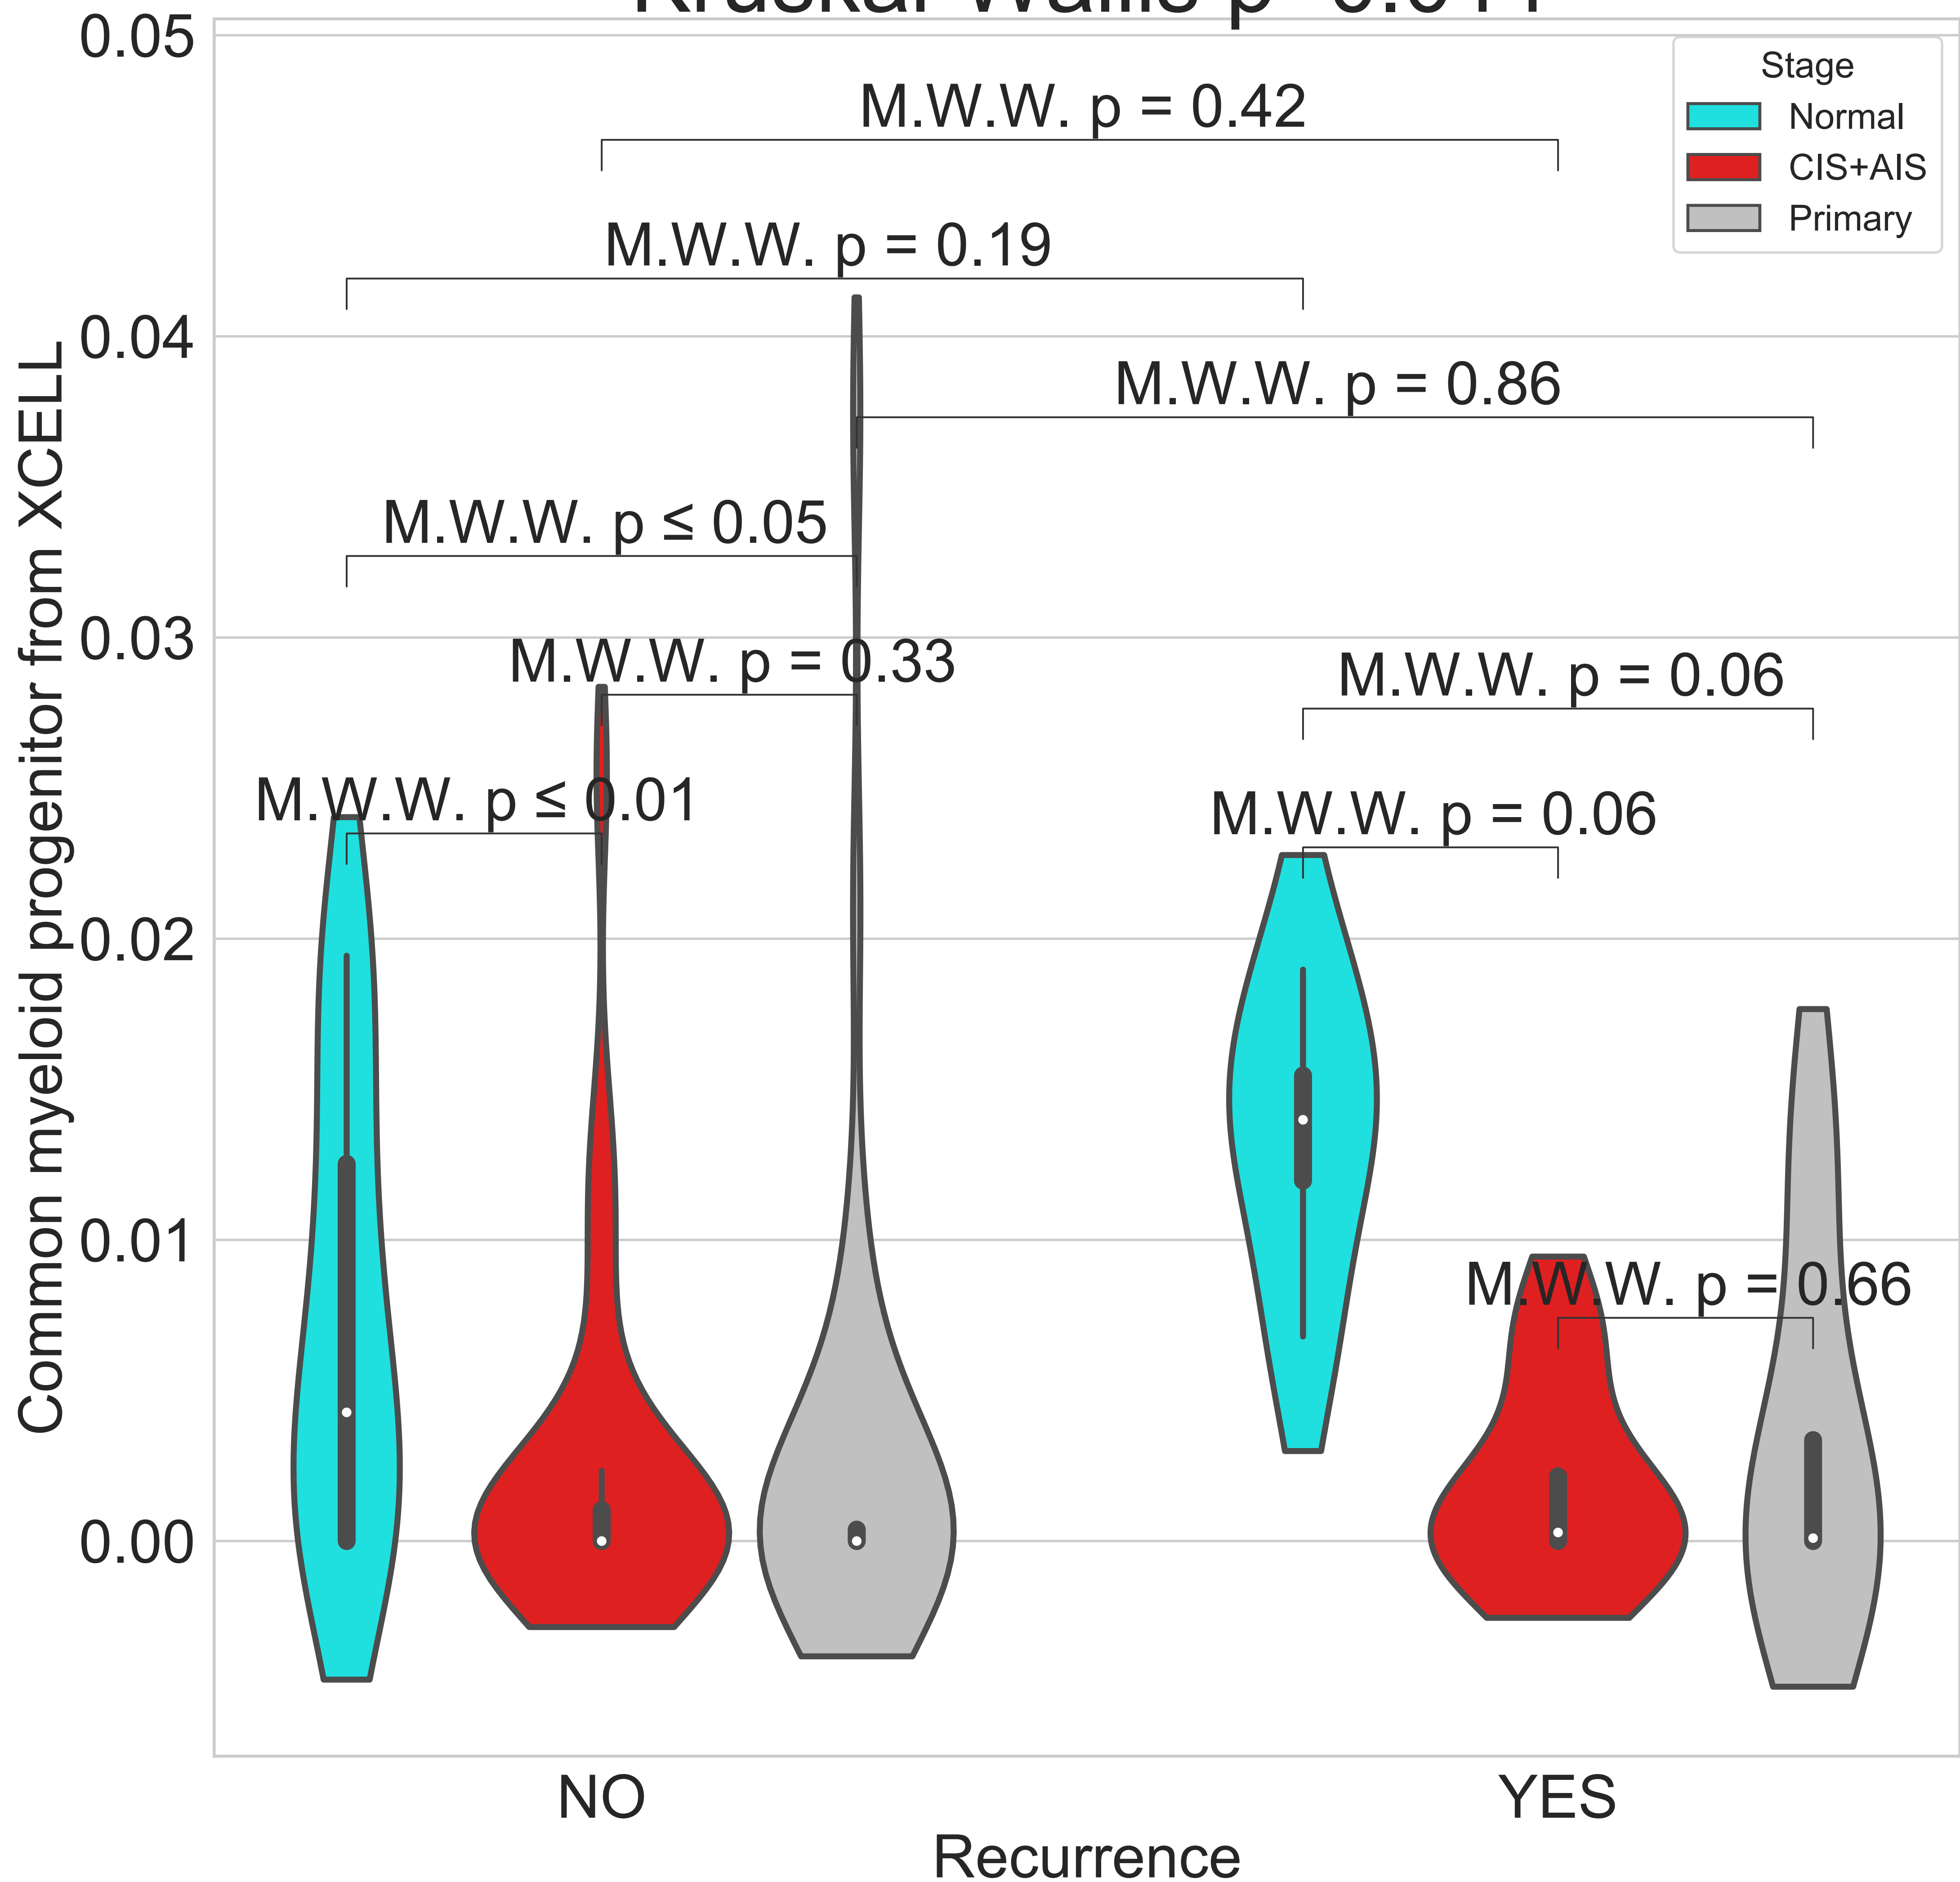 0.05
Stage
Normal
CIS+AIS
Primary
M.W.W. p = 0.42
M.W.W. p = 0.19
0.04
M.W.W. p = 0.86
M.W.W. p ≤ 0.05
0.03
M.W.W. p = 0.33
M.W.W. p = 0.06
M.W.W. p ≤ 0.01
M.W.W. p = 0.06
0.02
0.01
M.W.W. p = 0.66
0.00
Common myeloid progenitor from XCELL
NO
YES
Recurrence